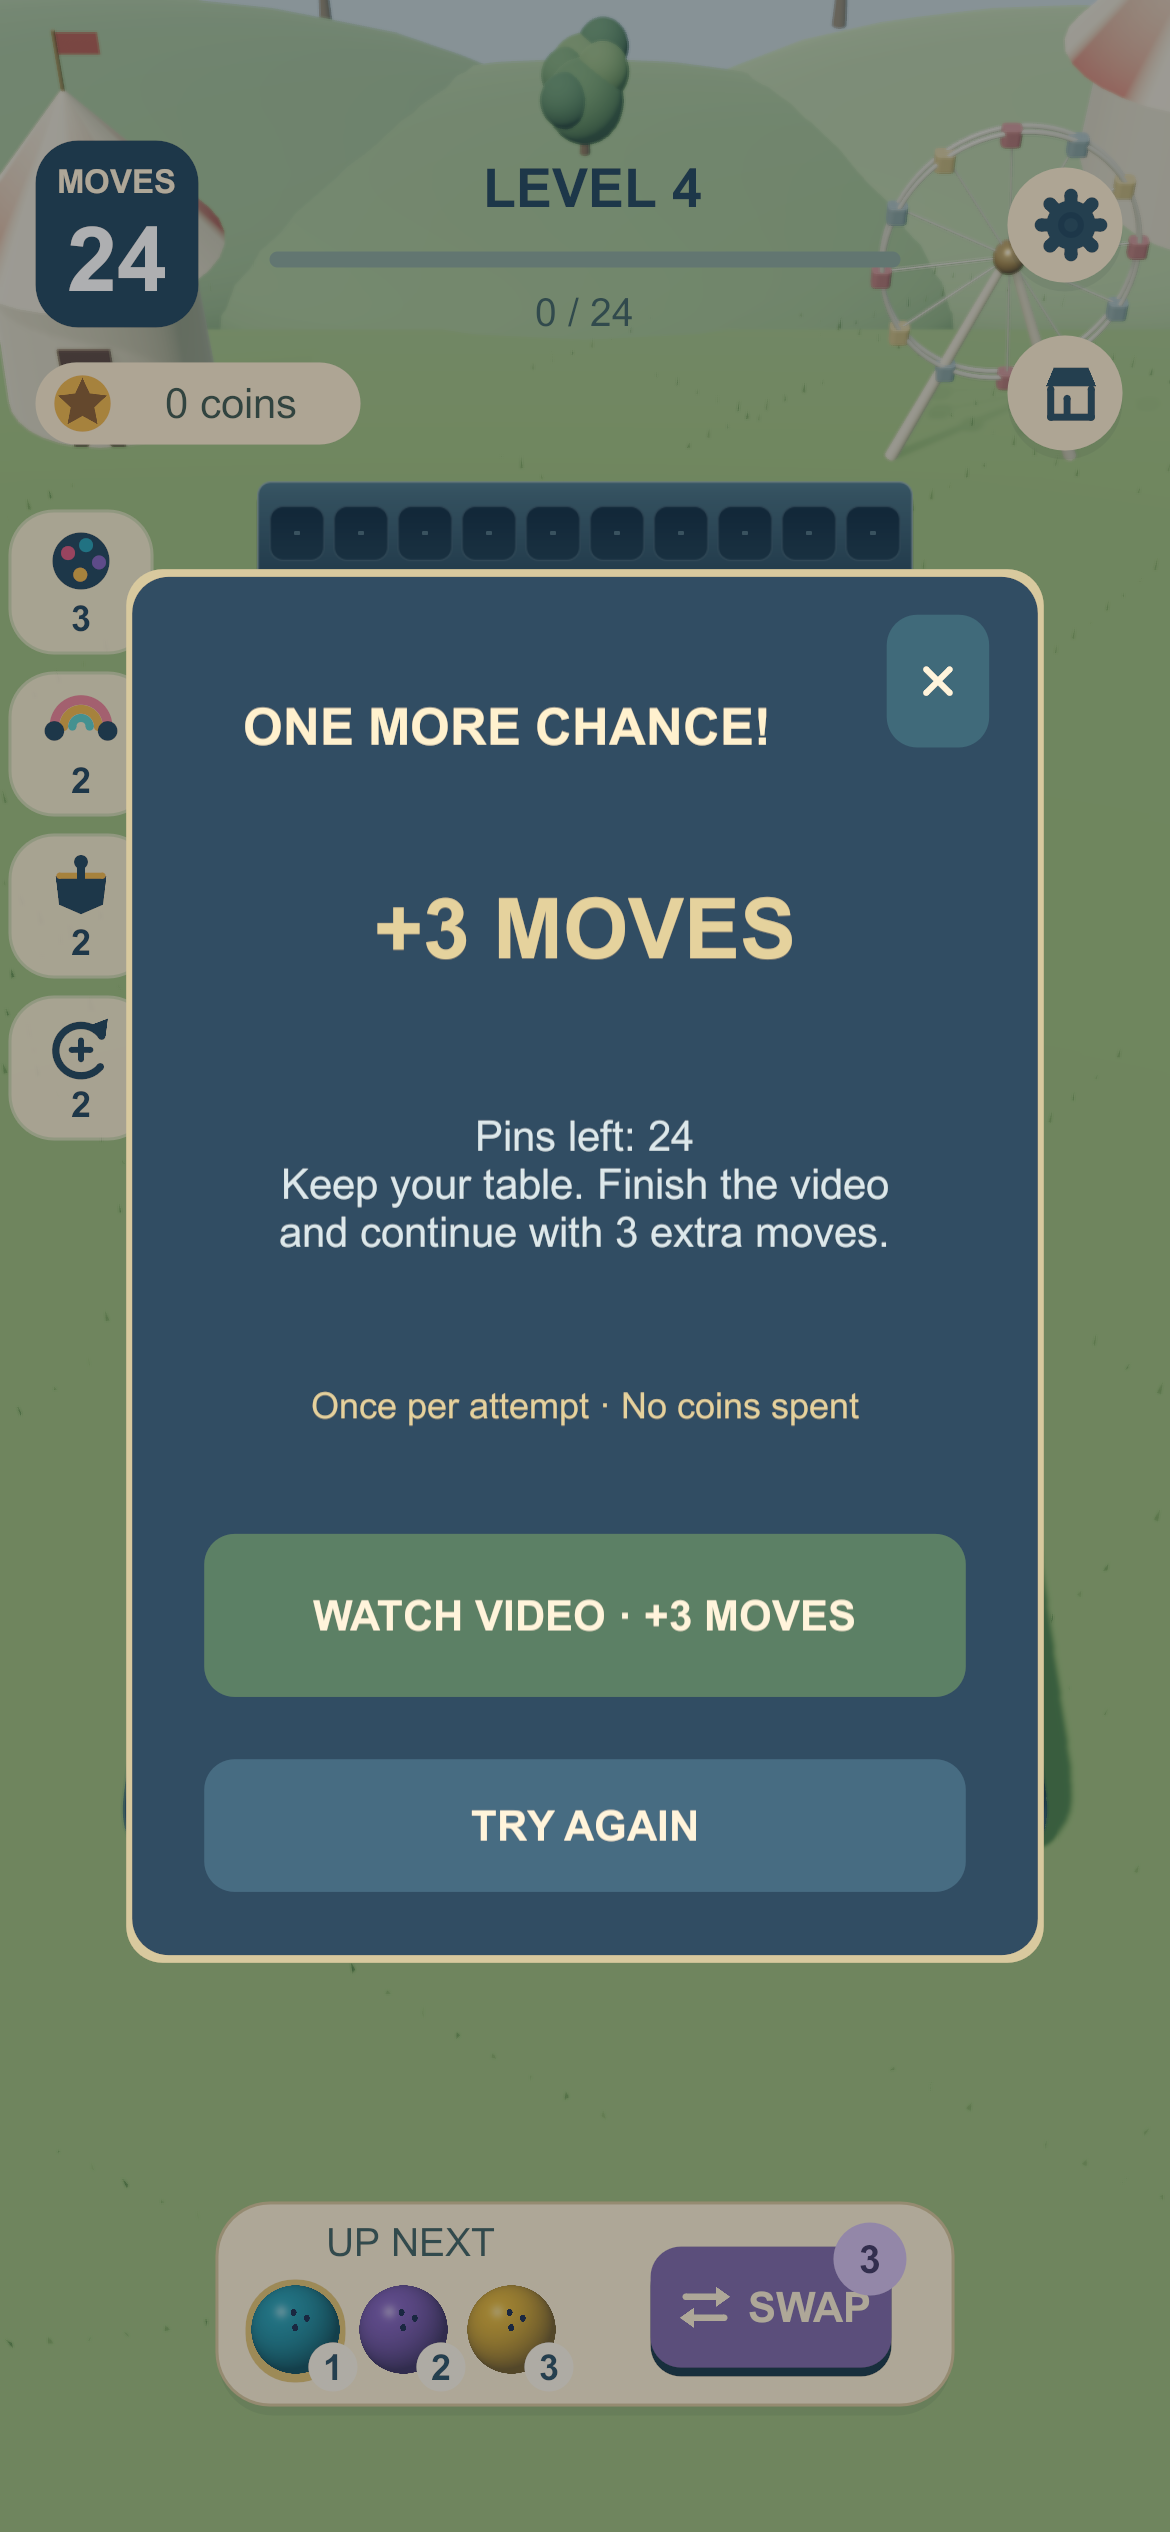 MOVES
24
LEVEL 4
0 / 24
0 coins
3
2
2
2
ONE MORE CHANCE!
+3 MOVES
Pins left: 24
Keep your table. Finish the video
and continue with 3 extra moves.
Once per attempt · No coins spent
WATCH VIDEO · +3 MOVES
TRY AGAIN
UP NEXT
1
2
3
SWAP
3